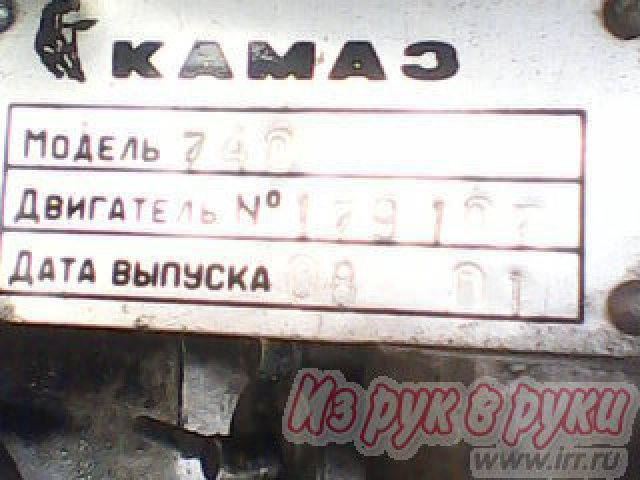 КАМАЗ
МОДЕЛЬ 740
ДВИГАТЕЛЬ № 179107
ДАТА ВЫПУСКА 08 01
Из рук в руки
www.irr.ru